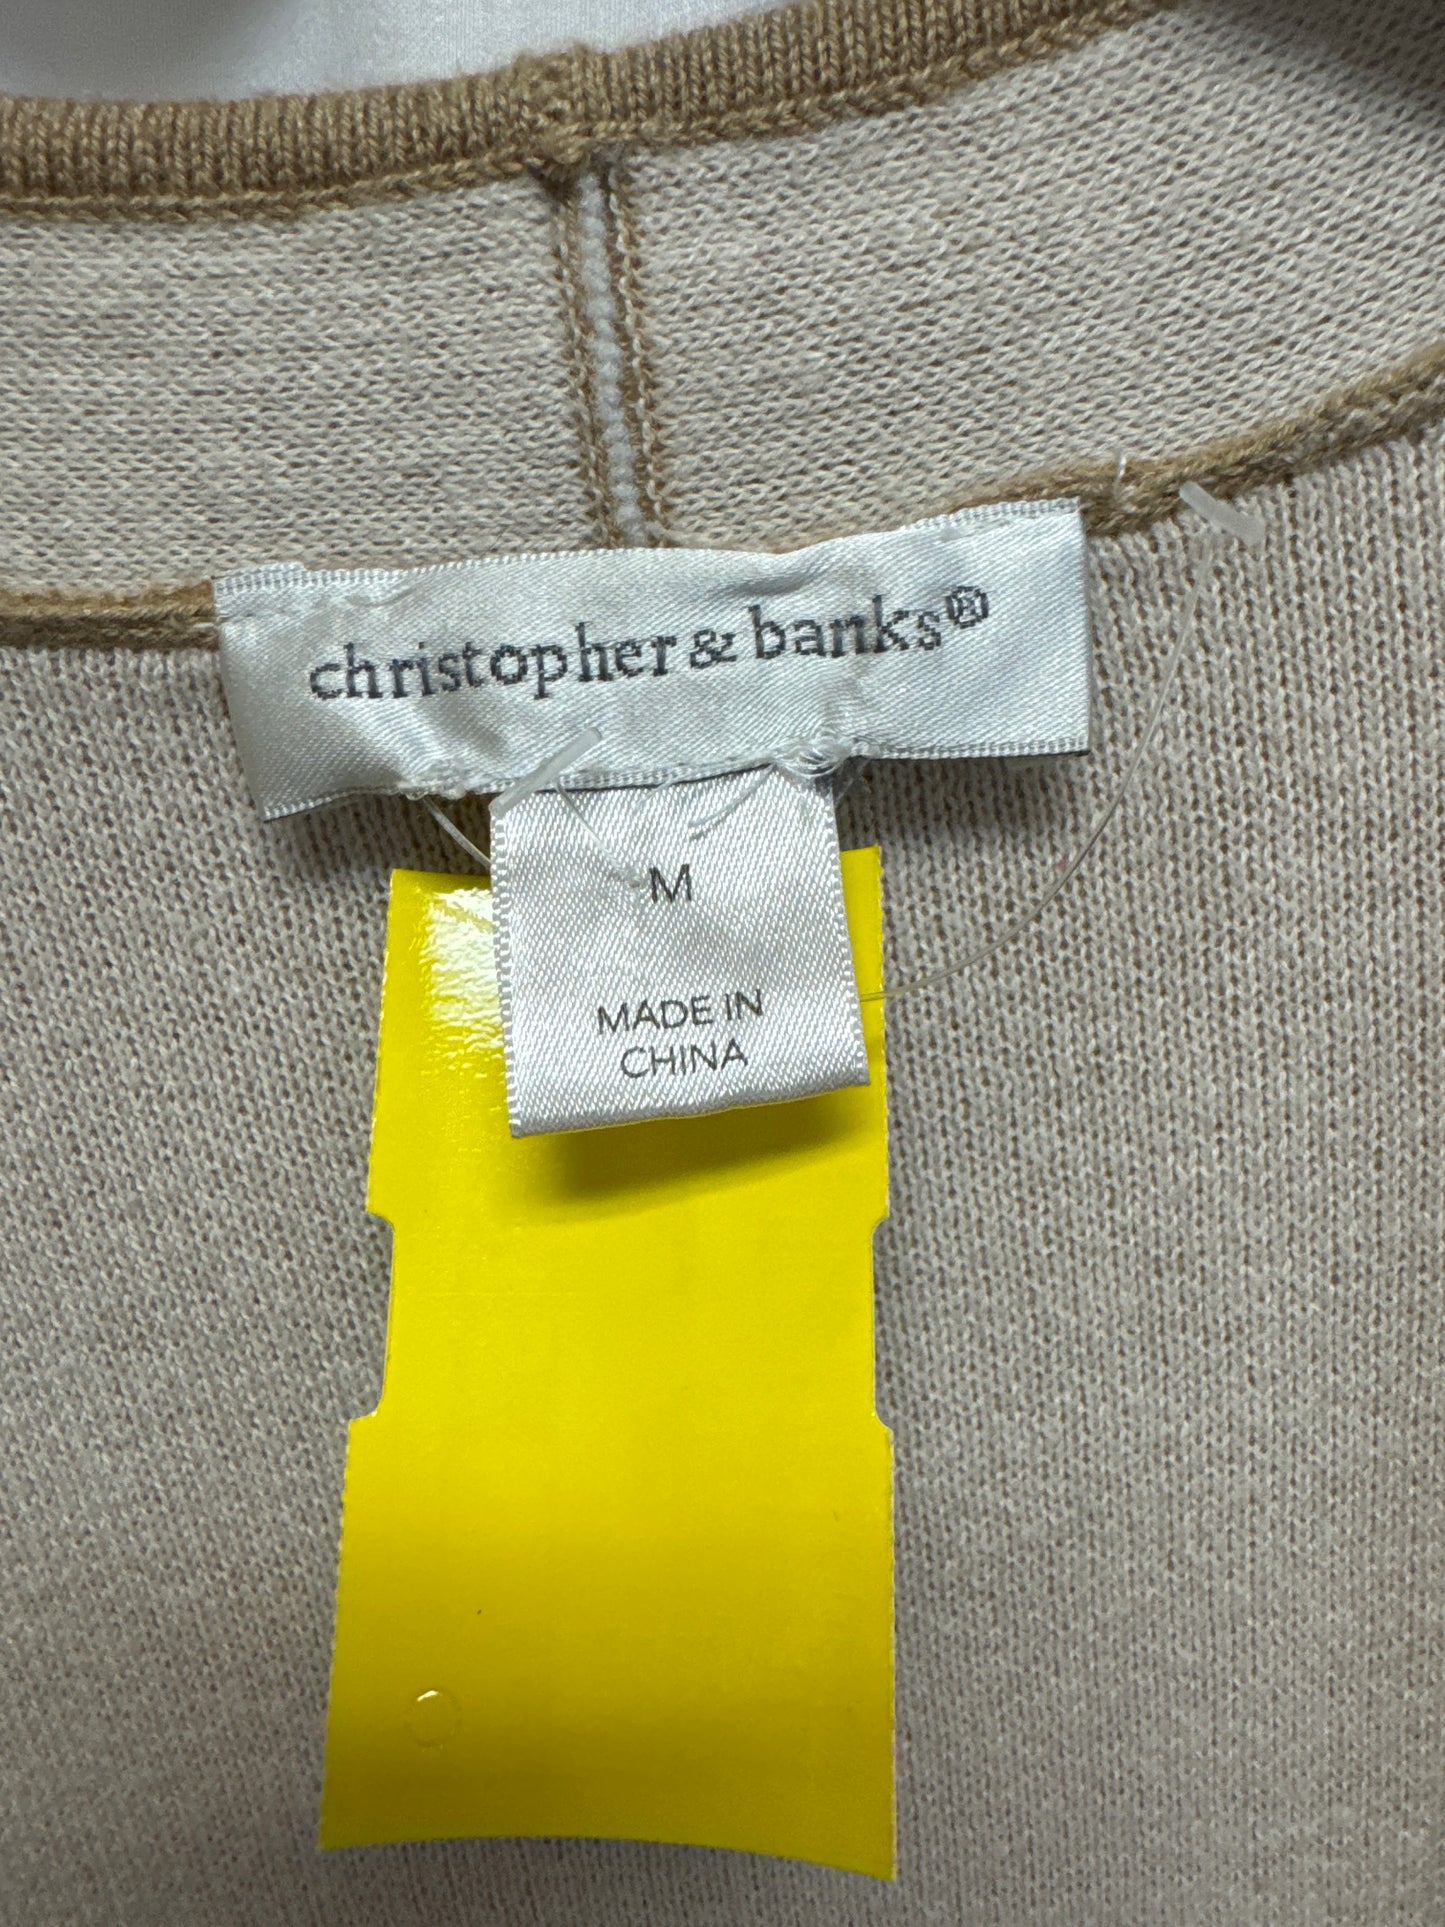 christopher & banks®
M
MADE IN
CHINA